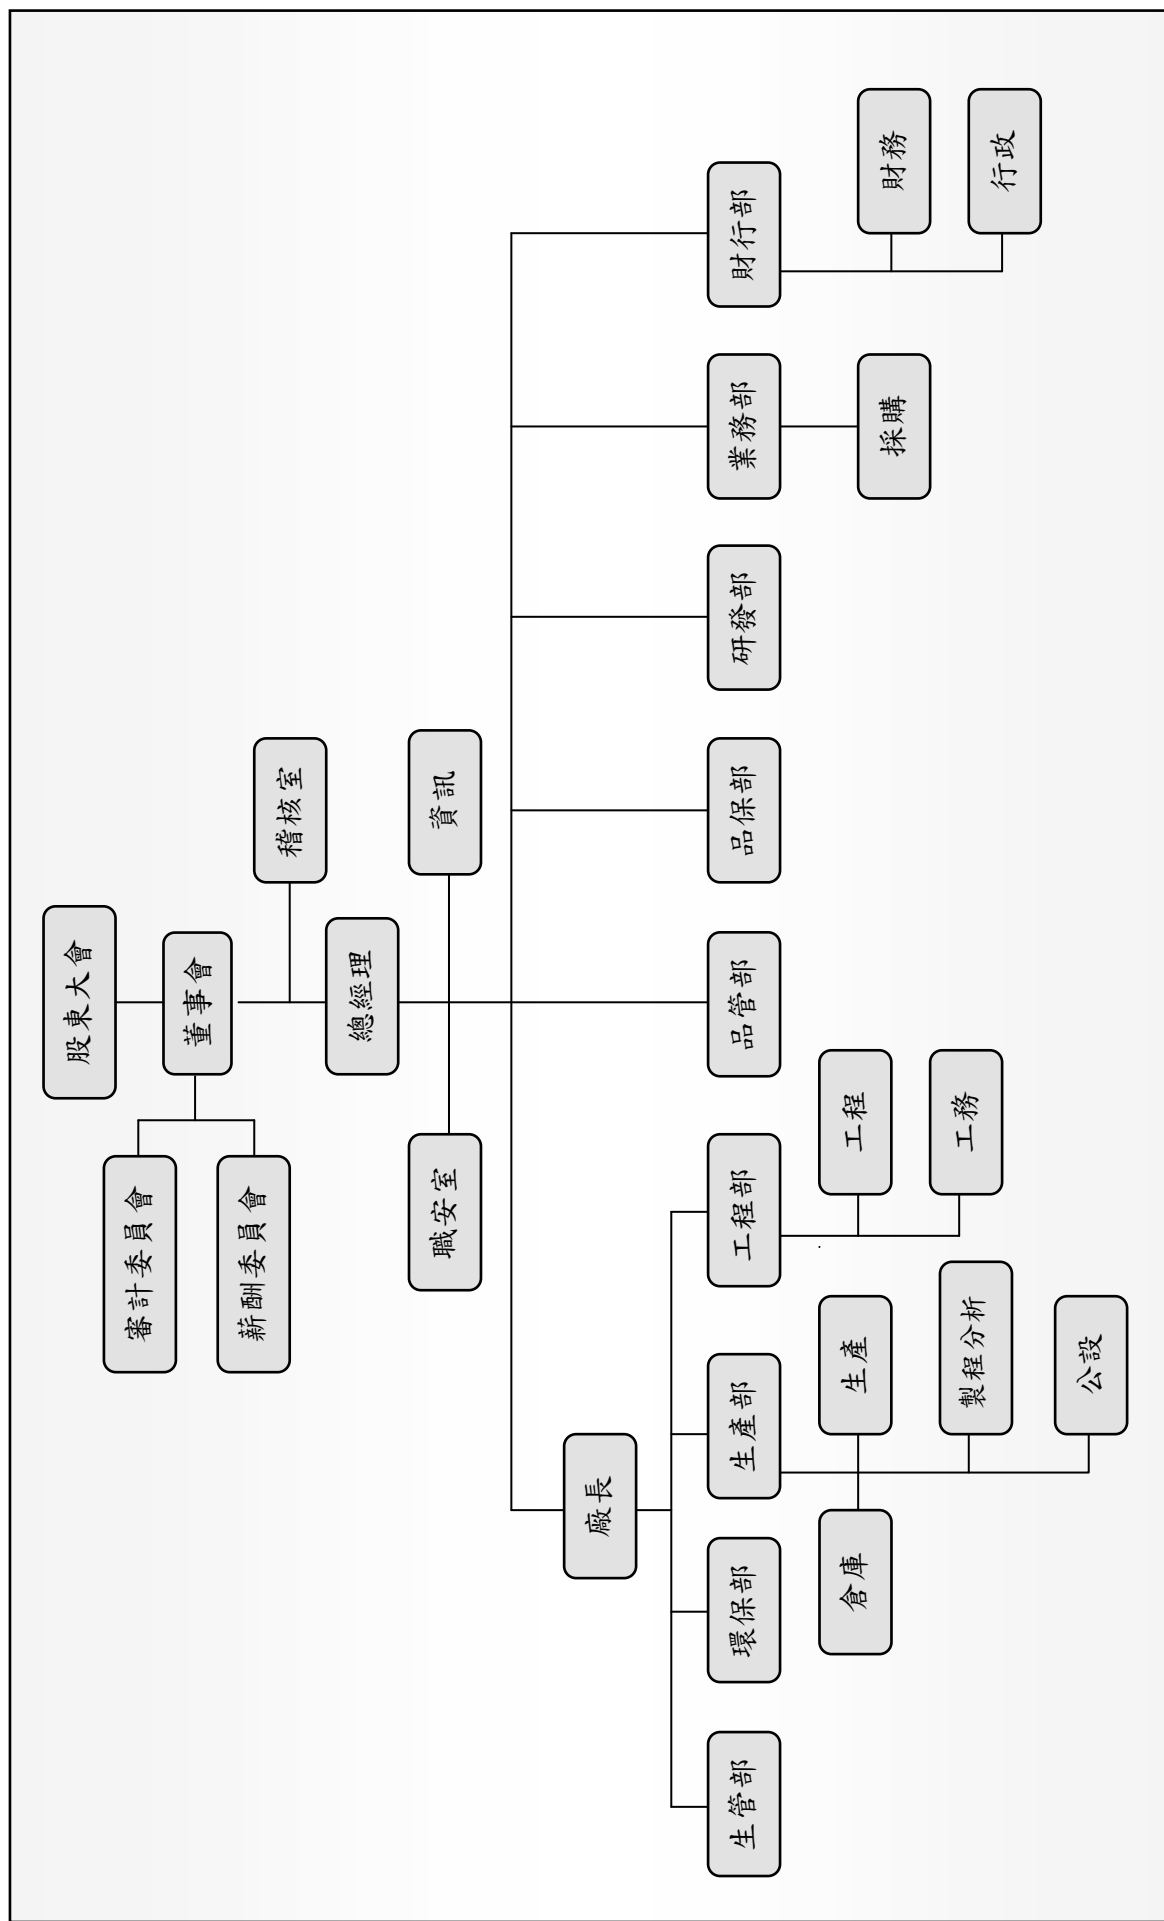 股東大會
董事會
審計委員會
薪酬委員會
稽核室
總經理
職安室
資訊
廠長
生管部
環保部
生產部
工程部
品管部
品保部
研發部
業務部
財行部
倉庫
生產
製程分析
公設
工程
工務
採購
財務
行政